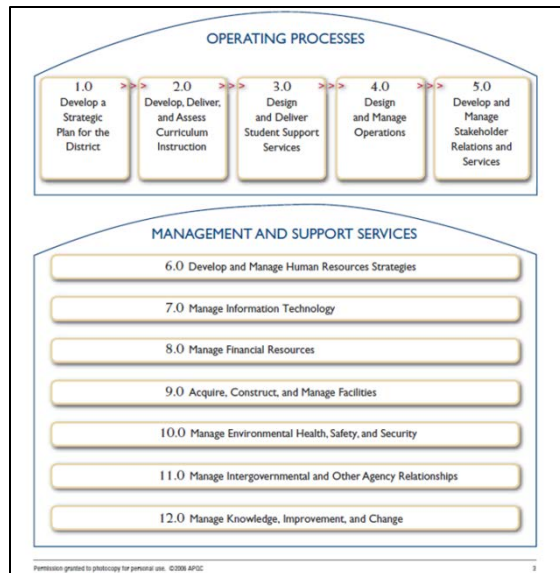 OPERATING PROCESSES
1.0 >>> 2.0 >>> 3.0 >>> 4.0 >>> 5.0
Develop a
Strategic
Plan for the
District
Develop, Deliver,
and Assess
Curriculum
Instruction
Design
and Deliver
Student Support
Services
Design
and Manage
Operations
Develop and
Manage
Stakeholder
Relations and
Services
MANAGEMENT AND SUPPORT SERVICES
6.0 Develop and Manage Human Resources Strategies
7.0 Manage Information Technology
8.0 Manage Financial Resources
9.0 Acquire, Construct, and Manage Facilities
10.0 Manage Environmental Health, Safety, and Security
11.0 Manage Intergovernmental and Other Agency Relationships
12.0 Manage Knowledge, Improvement, and Change
Permission granted to photocopy for personal use. ©2008 APQC
3